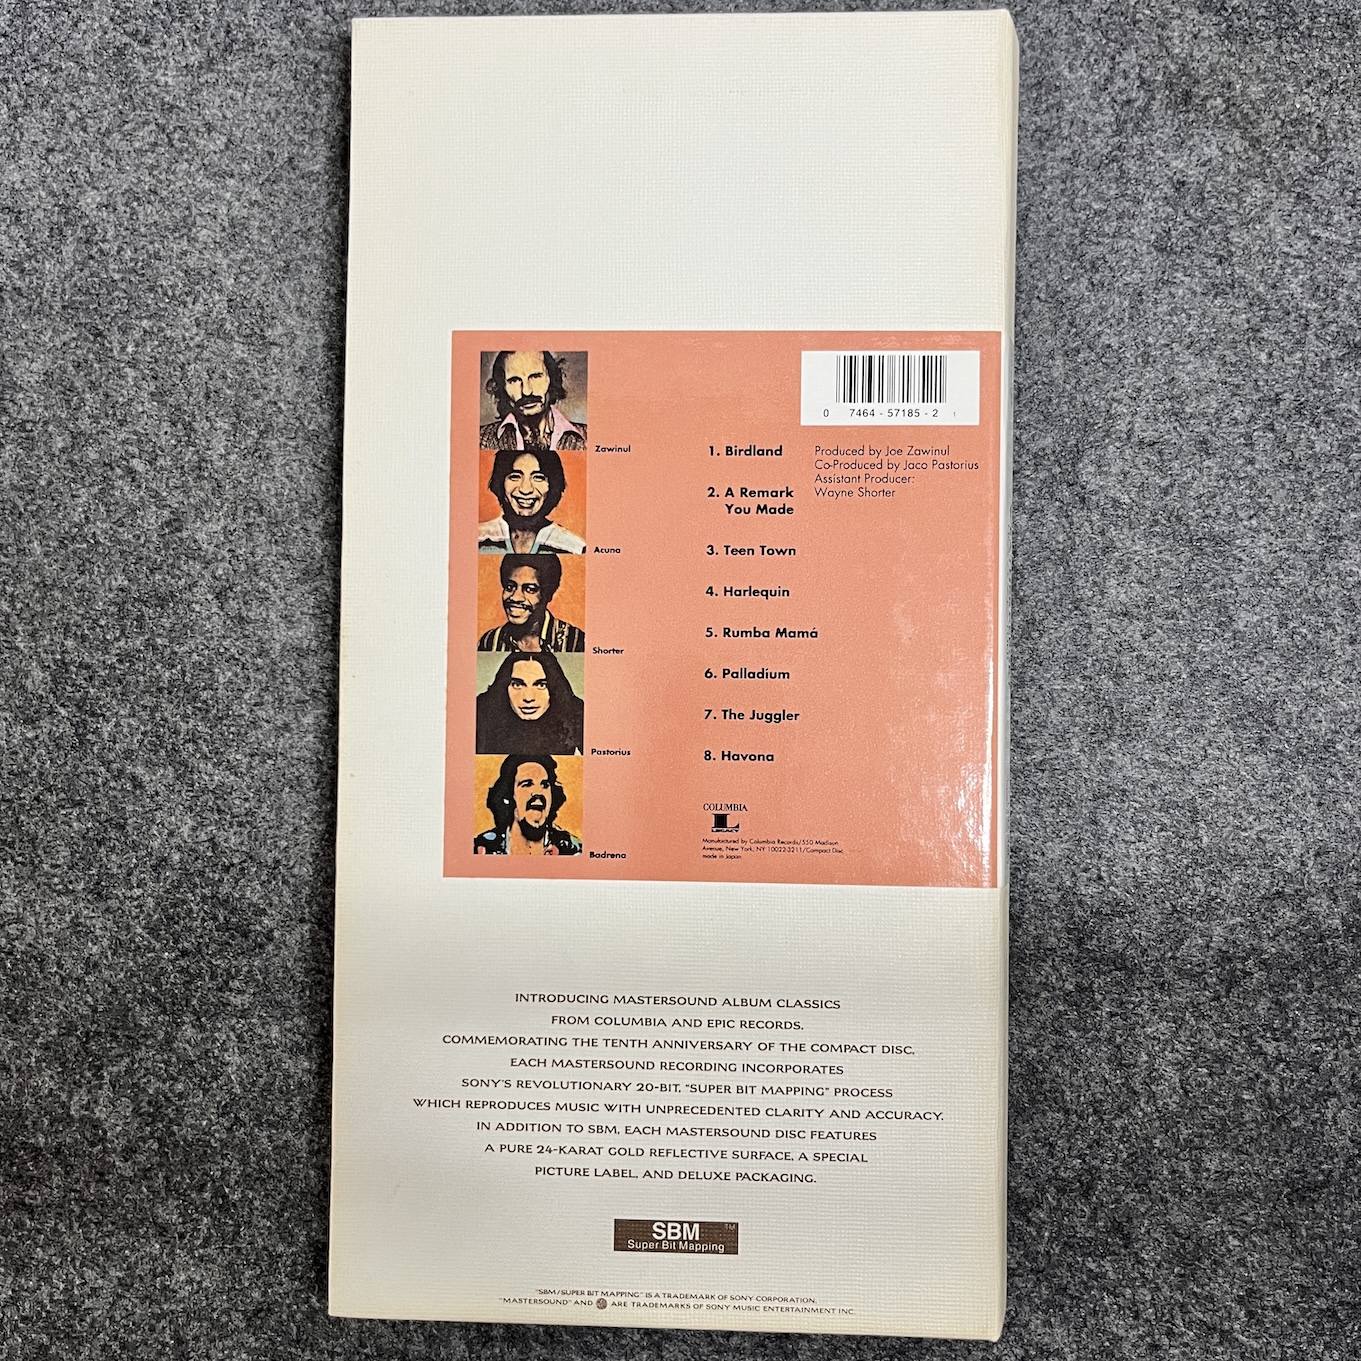 0 7464-57185-2 1
Zawinul
Acuna
Shorter
Pastorius
Badrena
1. Birdland
2. A Remark
You Made
3. Teen Town
4. Harlequin
5. Rumba Mamá
6. Palladíum
7. The Juggler
8. Havona
Produced by Joe Zawinul
Co-Produced by Jaco Pastorius
Assistant Producer:
Wayne Shorter
COLUMBIA
L
LEGACY
Manufactured by Columbia Records/550 Madison
Avenue, New York, NY 10022-3211/Compact Disc
made in Japan
INTRODUCING MASTERSOUND ALBUM CLASSICS
FROM COLUMBIA AND EPIC RECORDS.
COMMEMORATING THE TENTH ANNIVERSARY OF THE COMPACT DISC,
EACH MASTERSOUND RECORDING INCORPORATES
SONY'S REVOLUTIONARY 20-BIT, "SUPER BIT MAPPING" PROCESS
WHICH REPRODUCES MUSIC WITH UNPRECEDENTED CLARITY AND ACCURACY.
IN ADDITION TO SBM, EACH MASTERSOUND DISC FEATURES
A PURE 24-KARAT GOLD REFLECTIVE SURFACE, A SPECIAL
PICTURE LABEL, AND DELUXE PACKAGING.
SBM TM
Super Bit Mapping
"SBM/SUPER BIT MAPPING" IS A TRADEMARK OF SONY CORPORATION.
"MASTERSOUND" AND ARE TRADEMARKS OF SONY MUSIC ENTERTAINMENT INC.